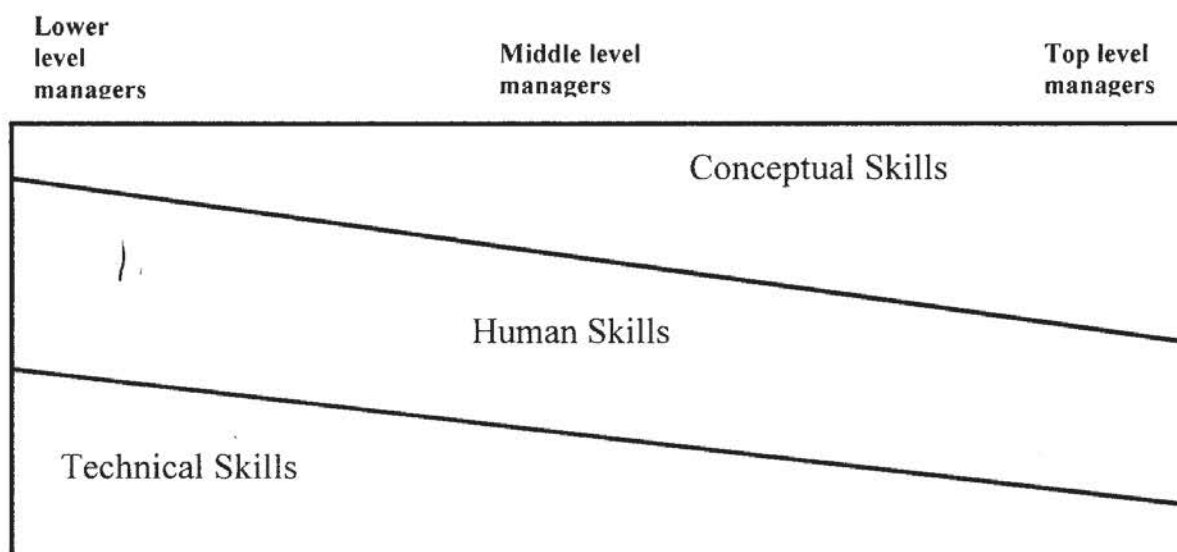 Lower
level
managers
Middle level
managers
Top level
managers
Conceptual Skills
Human Skills
Technical Skills